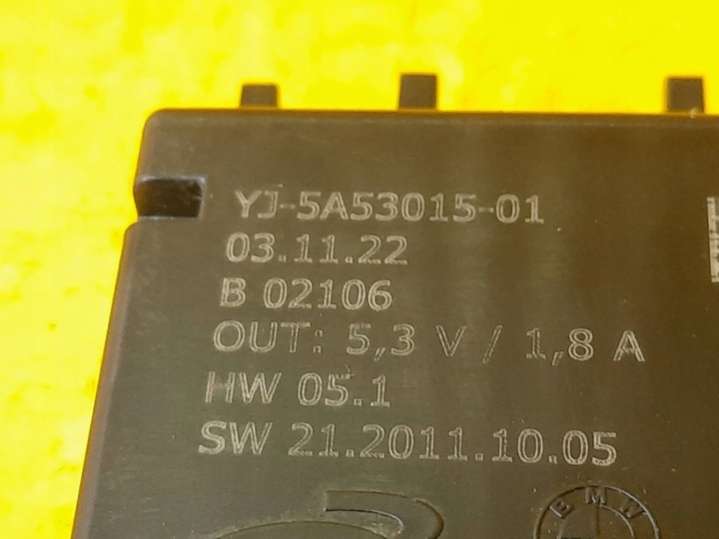 YJ-5A53015-01
03.11.22
B 02106
OUT: 5,3 V / 1,8 A
HW 05.1
SW 21.2011.10.05
BMW